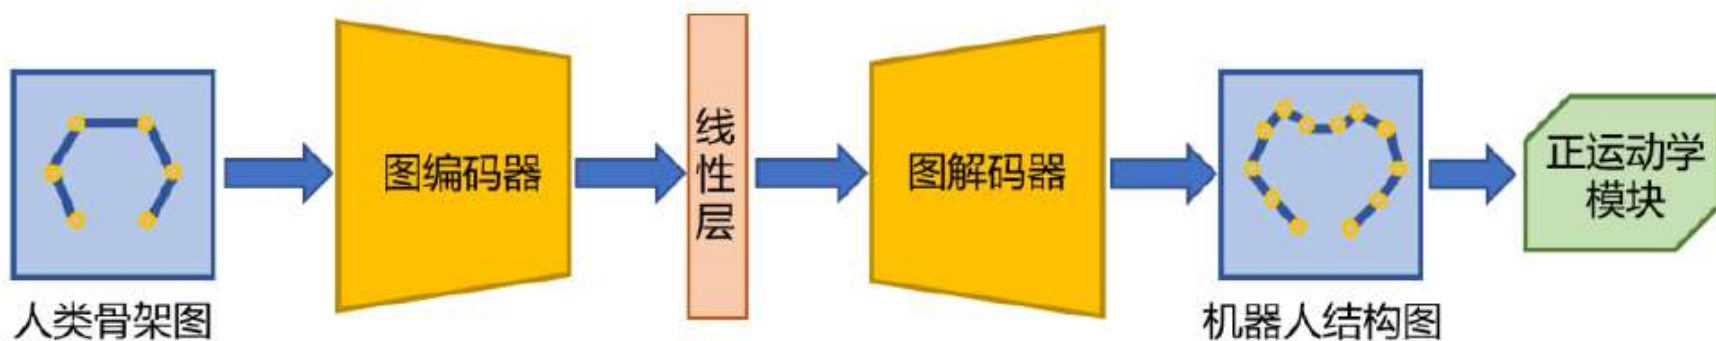 人类骨架图
图编码器
线性层
图解码器
机器人结构图
正运动学
模块